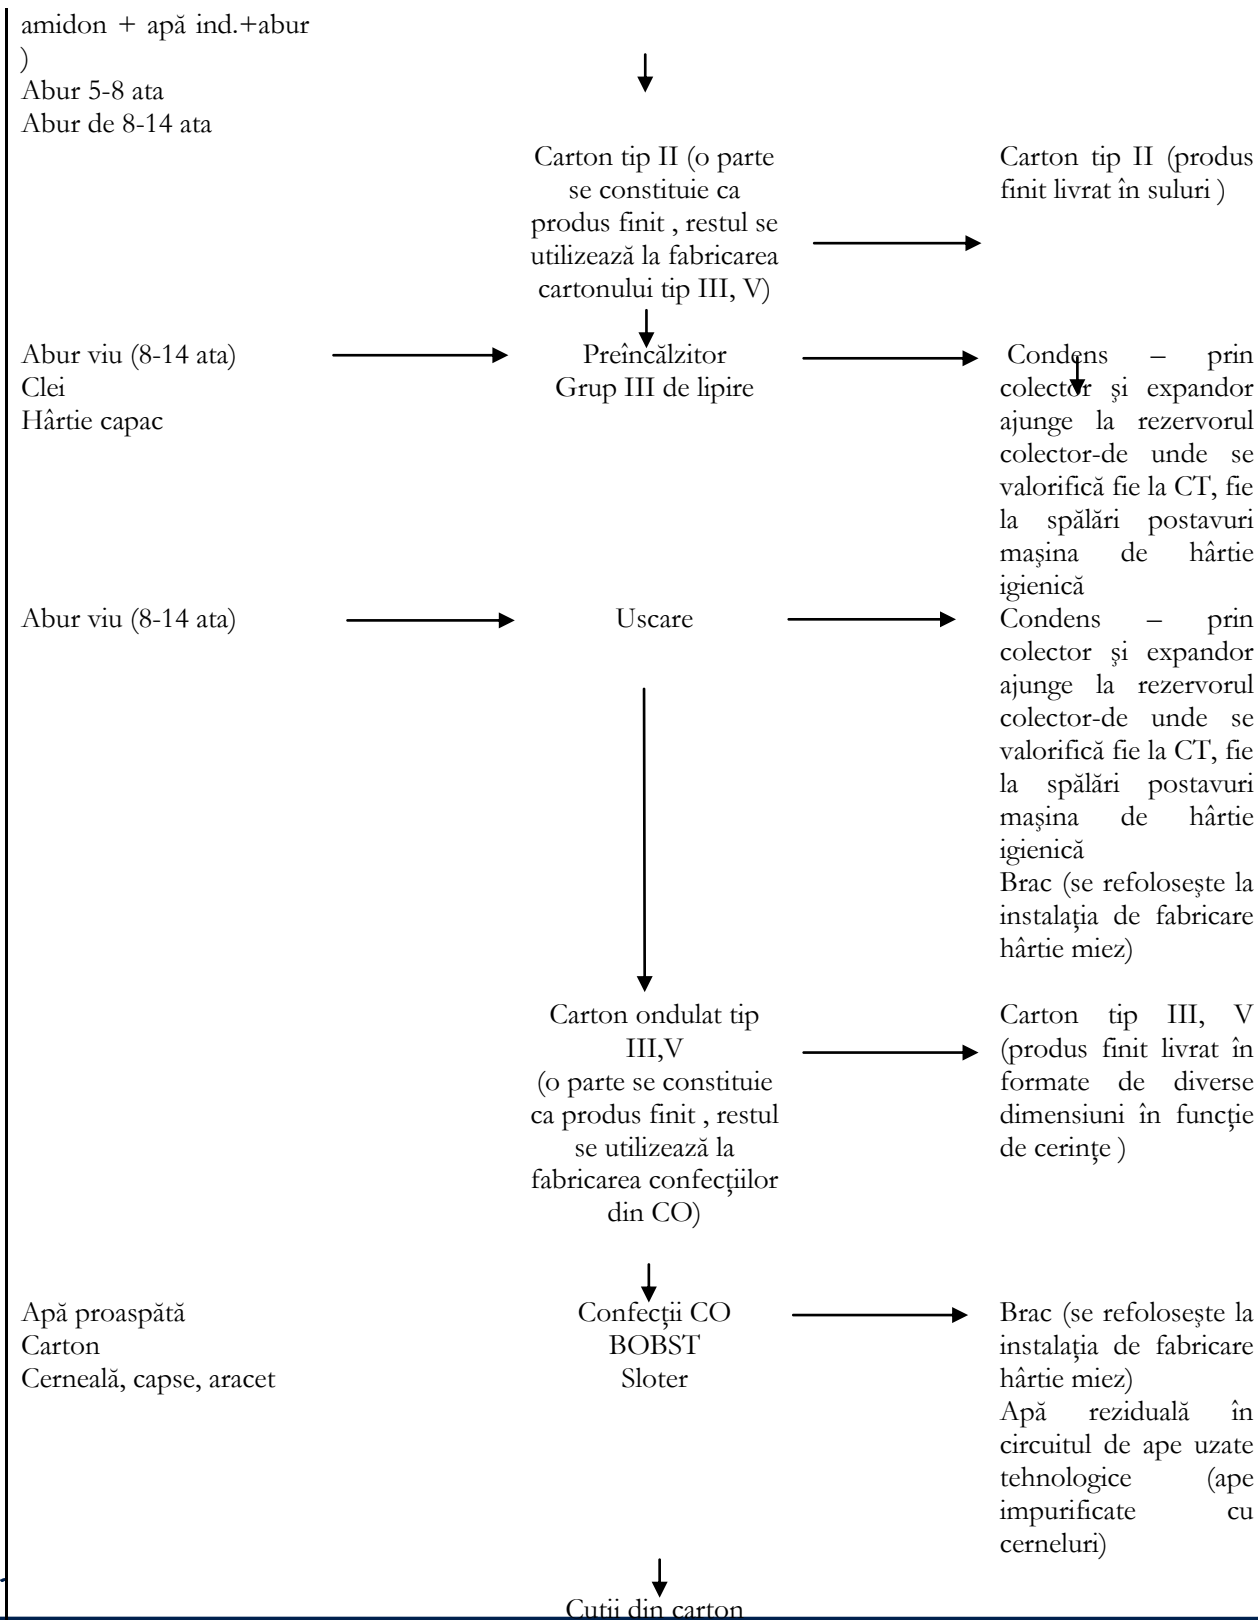 amidon + apă ind.+abur
)
Abur 5-8 ata
Abur de 8-14 ata
Carton tip II (o parte
se constituie ca
produs finit , restul se
utilizează la fabricarea
cartonului tip III, V)
Carton tip II (produs
finit livrat în suluri )
Abur viu (8-14 ata)
Clei
Hârtie capac
Preîncălzitor
Grup III de lipire
Condens – prin
colector şi expandor
ajunge la rezervorul
colector-de unde se
valorifică fie la CT, fie
la spălări postavuri
maşina de hârtie
igienică
Abur viu (8-14 ata)
Uscare
Condens – prin
colector şi expandor
ajunge la rezervorul
colector-de unde se
valorifică fie la CT, fie
la spălări postavuri
maşina de hârtie
igienică
Brac (se refoloseşte la
instalaţia de fabricare
hârtie miez)
Carton ondulat tip
III,V
(o parte se constituie
ca produs finit , restul
se utilizează la
fabricarea confecţiilor
din CO)
Carton tip III, V
(produs finit livrat în
formate de diverse
dimensiuni în funcţie
de cerinţe )
Apă proaspătă
Carton
Cerneală, capse, aracet
Confecţii CO
BOBST
Sloter
Brac (se refoloseşte la
instalaţia de fabricare
hârtie miez)
Apă reziduală în
circuitul de ape uzate
tehnologice (ape
impurificate cu
cerneluri)
Cutii din carton